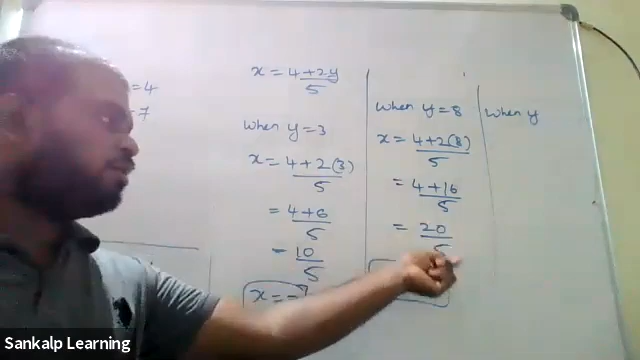 = 4
-7
x = 4+2y/5
when y=3
x = 4+2(3)/5
= 4+6/5
= 10/5
x =
when y=8
x = 4+2(8)/5
= 4+16/5
= 20/5
when y
Sankalp Learning